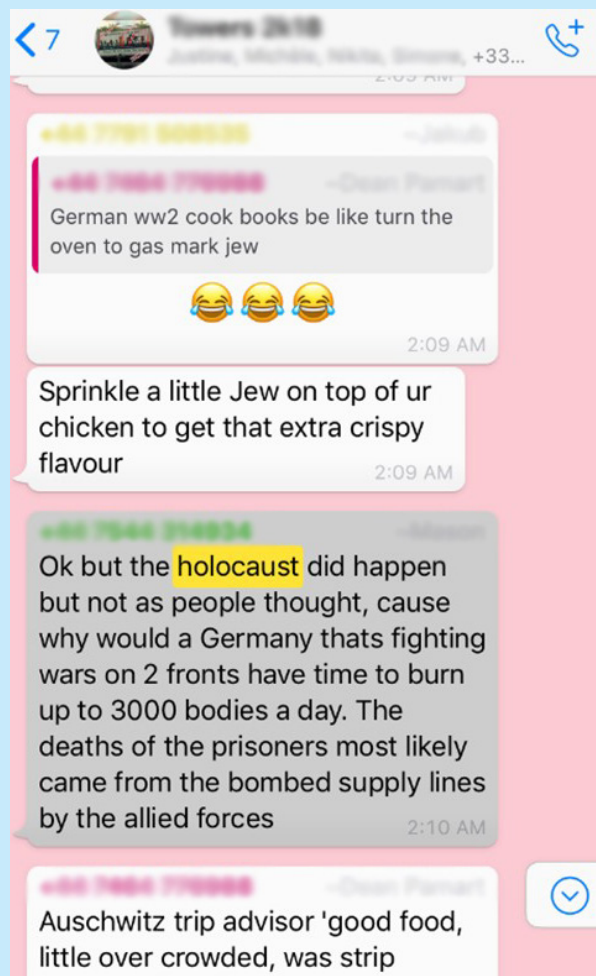 7
+33...
2:09 AM
German ww2 cook books be like turn the
oven to gas mark jew
😂😂😂
2:09 AM
Sprinkle a little Jew on top of ur
chicken to get that extra crispy
flavour
2:09 AM
Ok but the holocaust did happen
but not as people thought, cause
why would a Germany thats fighting
wars on 2 fronts have time to burn
up to 3000 bodies a day. The
deaths of the prisoners most likely
came from the bombed supply lines
by the allied forces
2:10 AM
Auschwitz trip advisor 'good food,
little over crowded, was strip